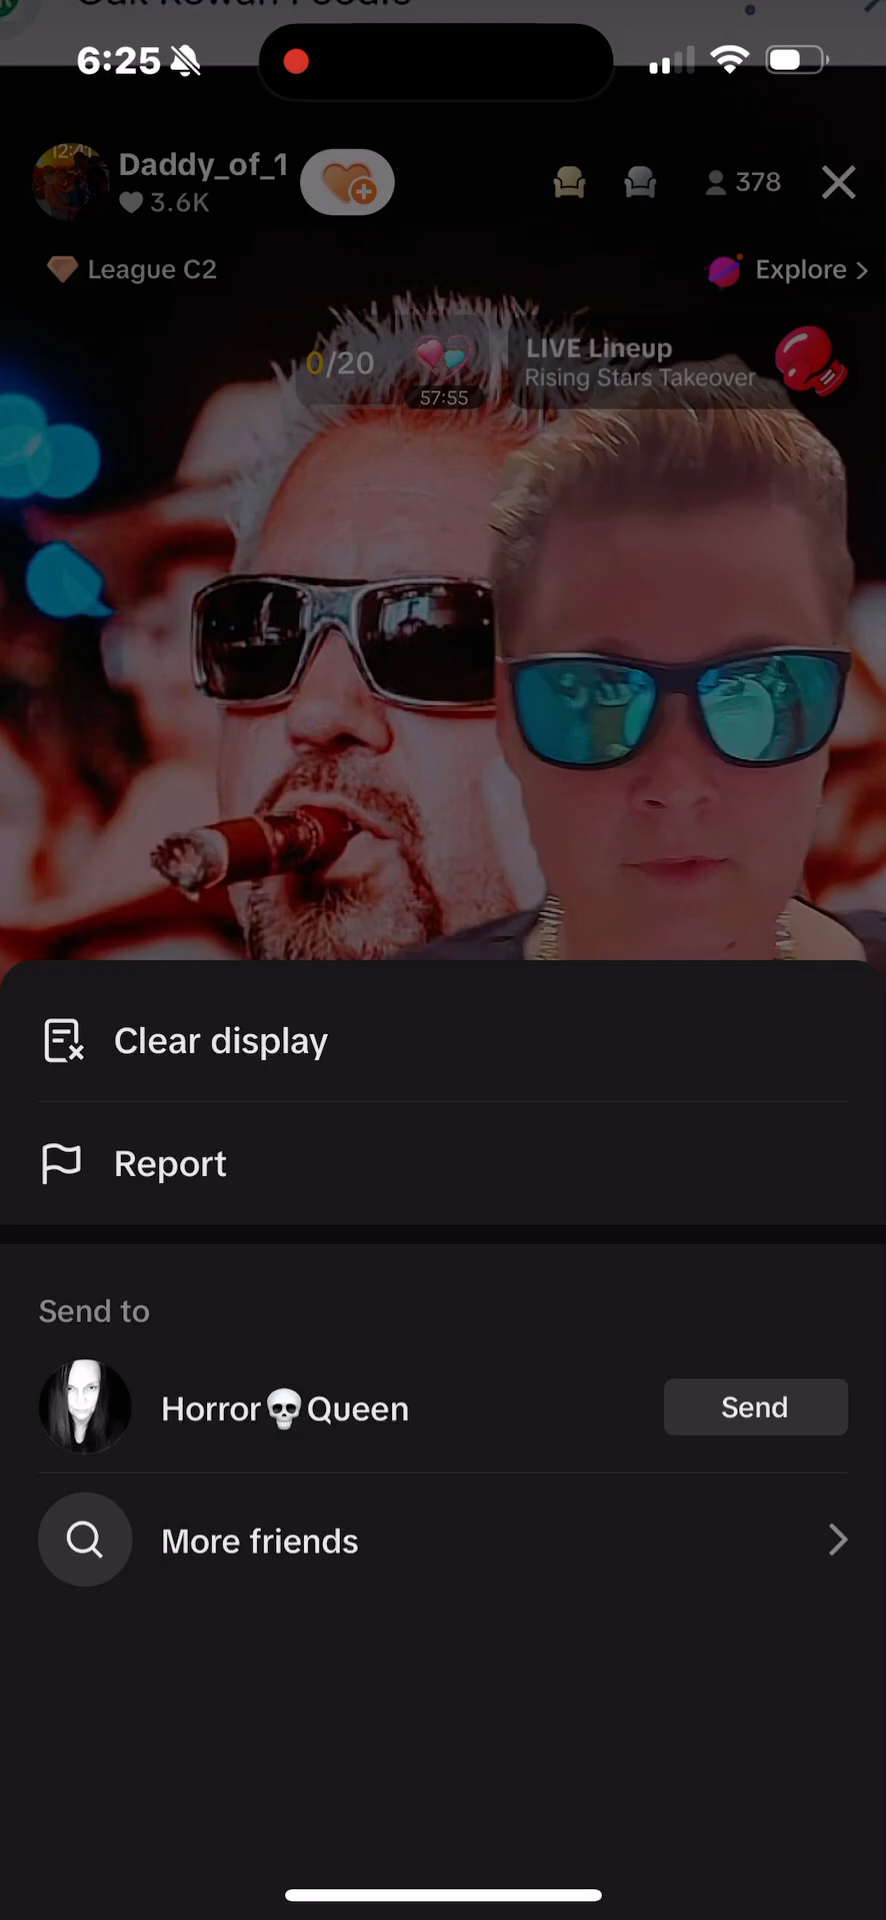 6:25
Daddy_of_1
3.6K
378
League C2
Explore >
0/20
57:55
LIVE Lineup
Rising Stars Takeover
Clear display
Report
Send to
Horror💀Queen
Send
More friends